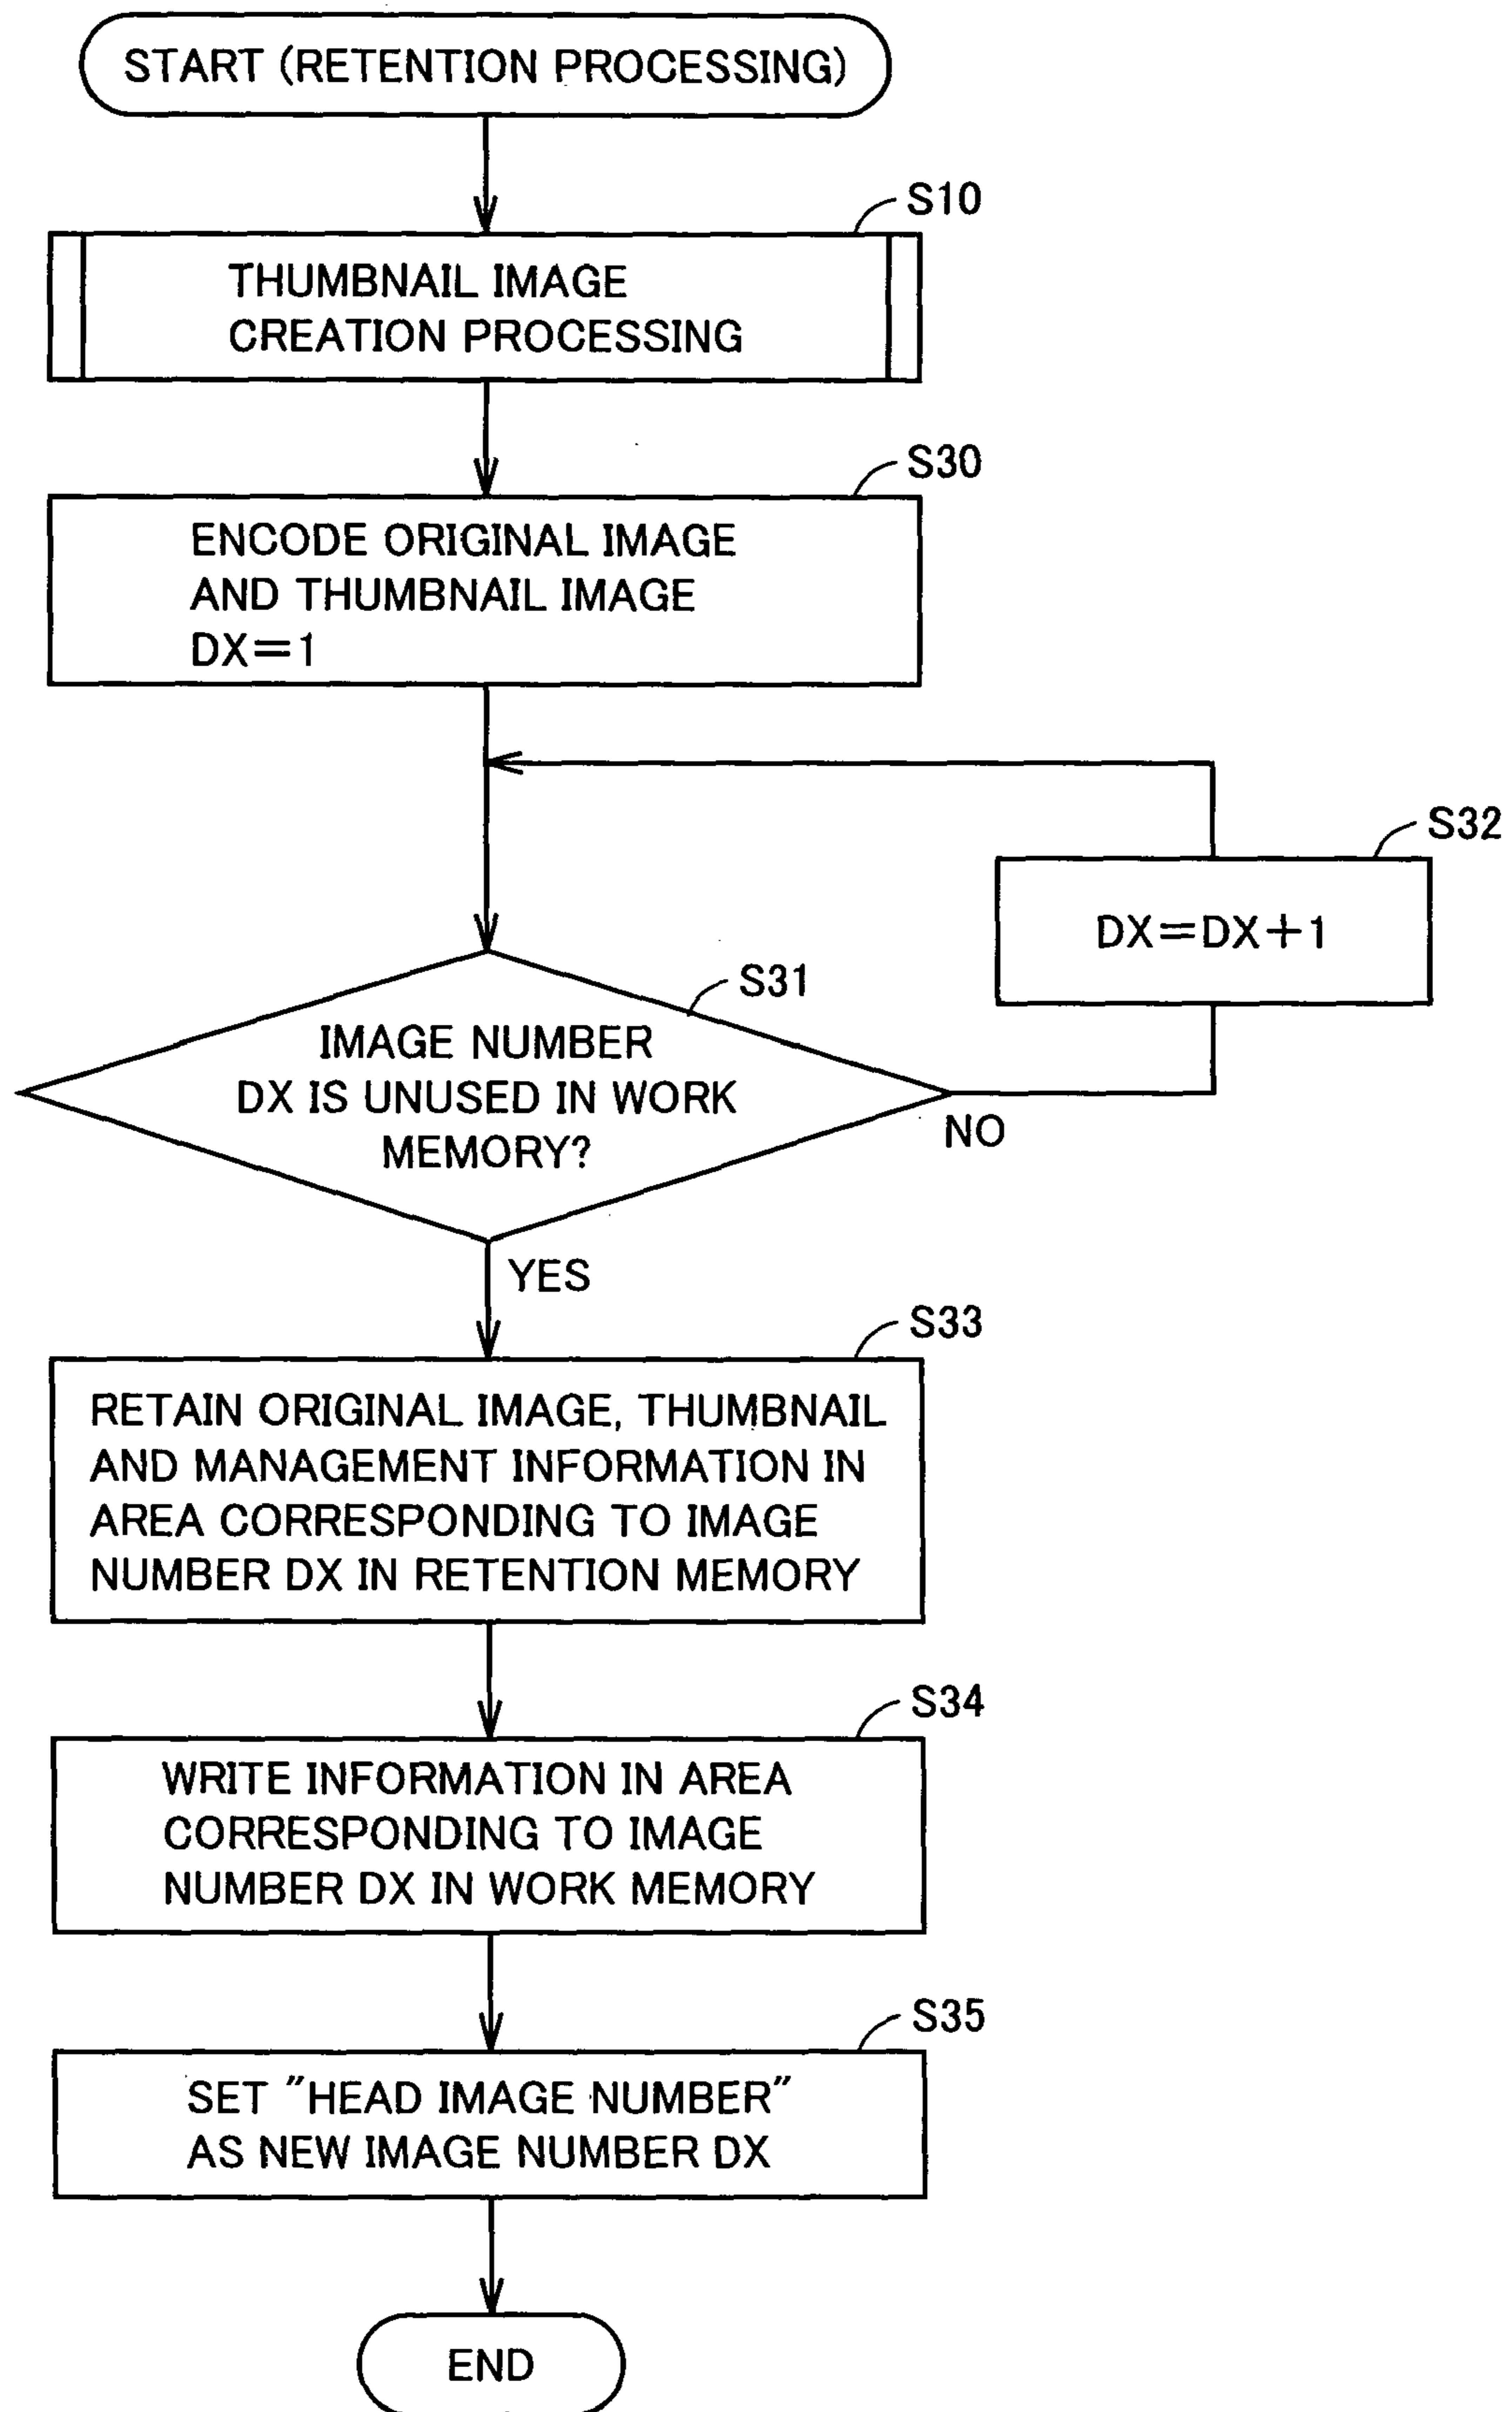 START (RETENTION PROCESSING)
S10
THUMBNAIL IMAGE
CREATION PROCESSING
S30
ENCODE ORIGINAL IMAGE
AND THUMBNAIL IMAGE
DX=1
S32
DX=DX+1
S31
IMAGE NUMBER
DX IS UNUSED IN WORK
MEMORY?
NO
YES
S33
RETAIN ORIGINAL IMAGE, THUMBNAIL
AND MANAGEMENT INFORMATION IN
AREA CORRESPONDING TO IMAGE
NUMBER DX IN RETENTION MEMORY
S34
WRITE INFORMATION IN AREA
CORRESPONDING TO IMAGE
NUMBER DX IN WORK MEMORY
S35
SET "HEAD IMAGE NUMBER"
AS NEW IMAGE NUMBER DX
END